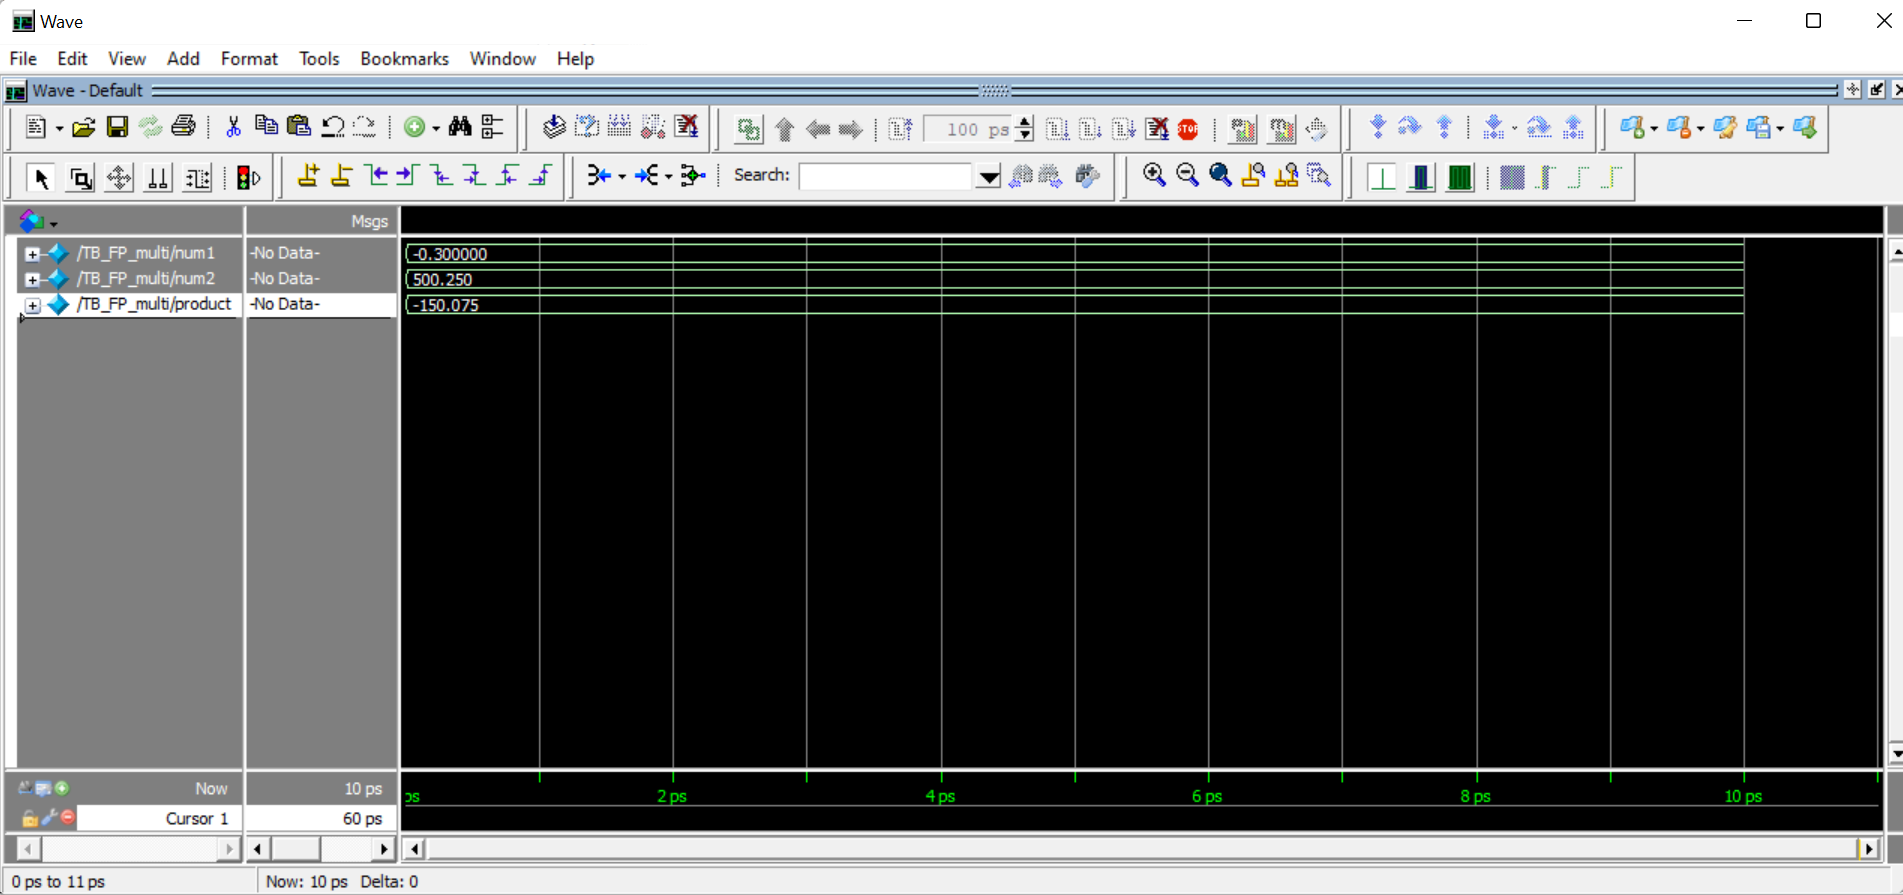 Wave
File Edit View Add Format Tools Bookmarks Window Help
Wave - Default
100 ps STOP
Search:
Msgs
/TB_FP_multi/num1 -No Data- -0.300000
/TB_FP_multi/num2 -No Data- 500.250
/TB_FP_multi/product -No Data- -150.075
Now 10 ps ps 2 ps 4 ps 6 ps 8 ps 10 ps
Cursor 1 60 ps
0 ps to 11 ps Now: 10 ps Delta: 0